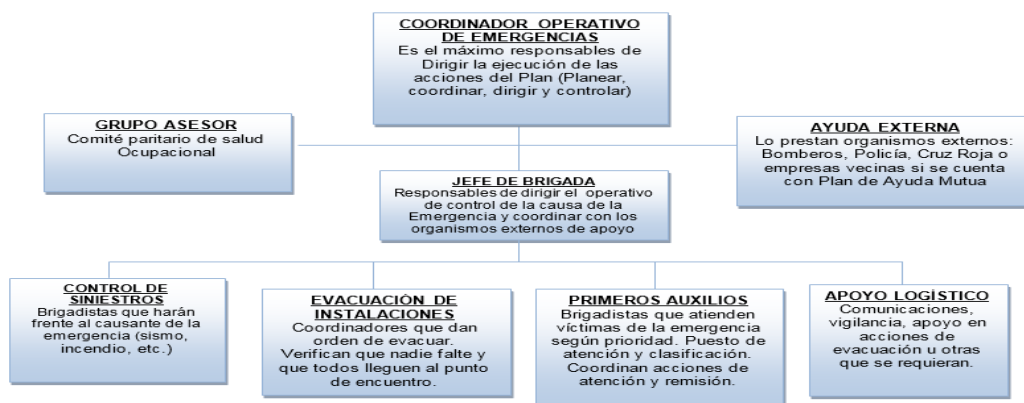 COORDINADOR OPERATIVO
DE EMERGENCIAS
Es el máximo responsables de
Dirigir la ejecución de las
acciones del Plan (Planear,
coordinar, dirigir y controlar)
GRUPO ASESOR
Comité paritario de salud
Ocupacional
AYUDA EXTERNA
Lo prestan organismos externos:
Bomberos, Policía, Cruz Roja o
empresas vecinas si se cuenta
con Plan de Ayuda Mutua
JEFE DE BRIGADA
Responsables de dirigir el operativo
de control de la causa de la
Emergencia y coordinar con los
organismos externos de apoyo
CONTROL DE
SINIESTROS
Brigadistas que harán
frente al causante de la
emergencia (sismo,
incendio, etc.)
EVACUACIÓN DE
INSTALACIONES
Coordinadores que dan
orden de evacuar.
Verifican que nadie falte y
que todos lleguen al punto
de encuentro.
PRIMEROS AUXILIOS
Brigadistas que atienden
víctimas de la emergencia
según prioridad. Puesto de
atención y clasificación.
Coordinan acciones de
atención y remisión.
APOYO LOGÍSTICO
Comunicaciones,
vigilancia, apoyo en
acciones de
evacuación u otras
que se requieran.